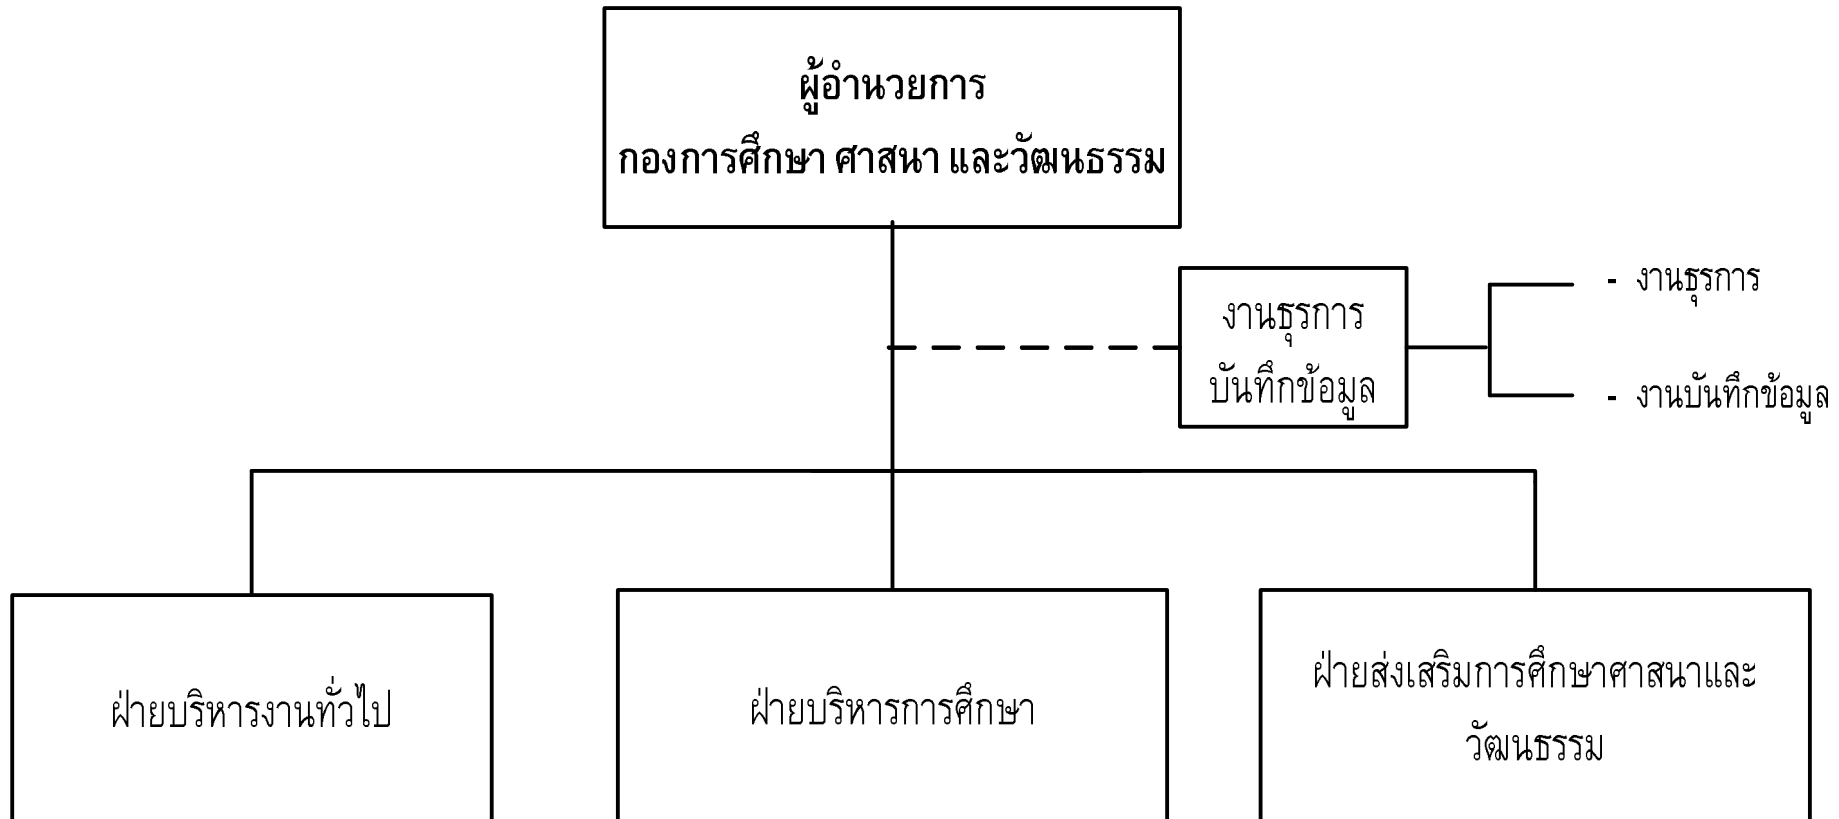 ผู้อำนวยการ
กองการศึกษา ศาสนา และวัฒนธรรม
งานธุรการ
บันทึกข้อมูล
- งานธุรการ
- งานบันทึกข้อมูล
ฝ่ายบริหารงานทั่วไป
ฝ่ายบริหารการศึกษา
ฝ่ายส่งเสริมการศึกษาศาสนาและ
วัฒนธรรม